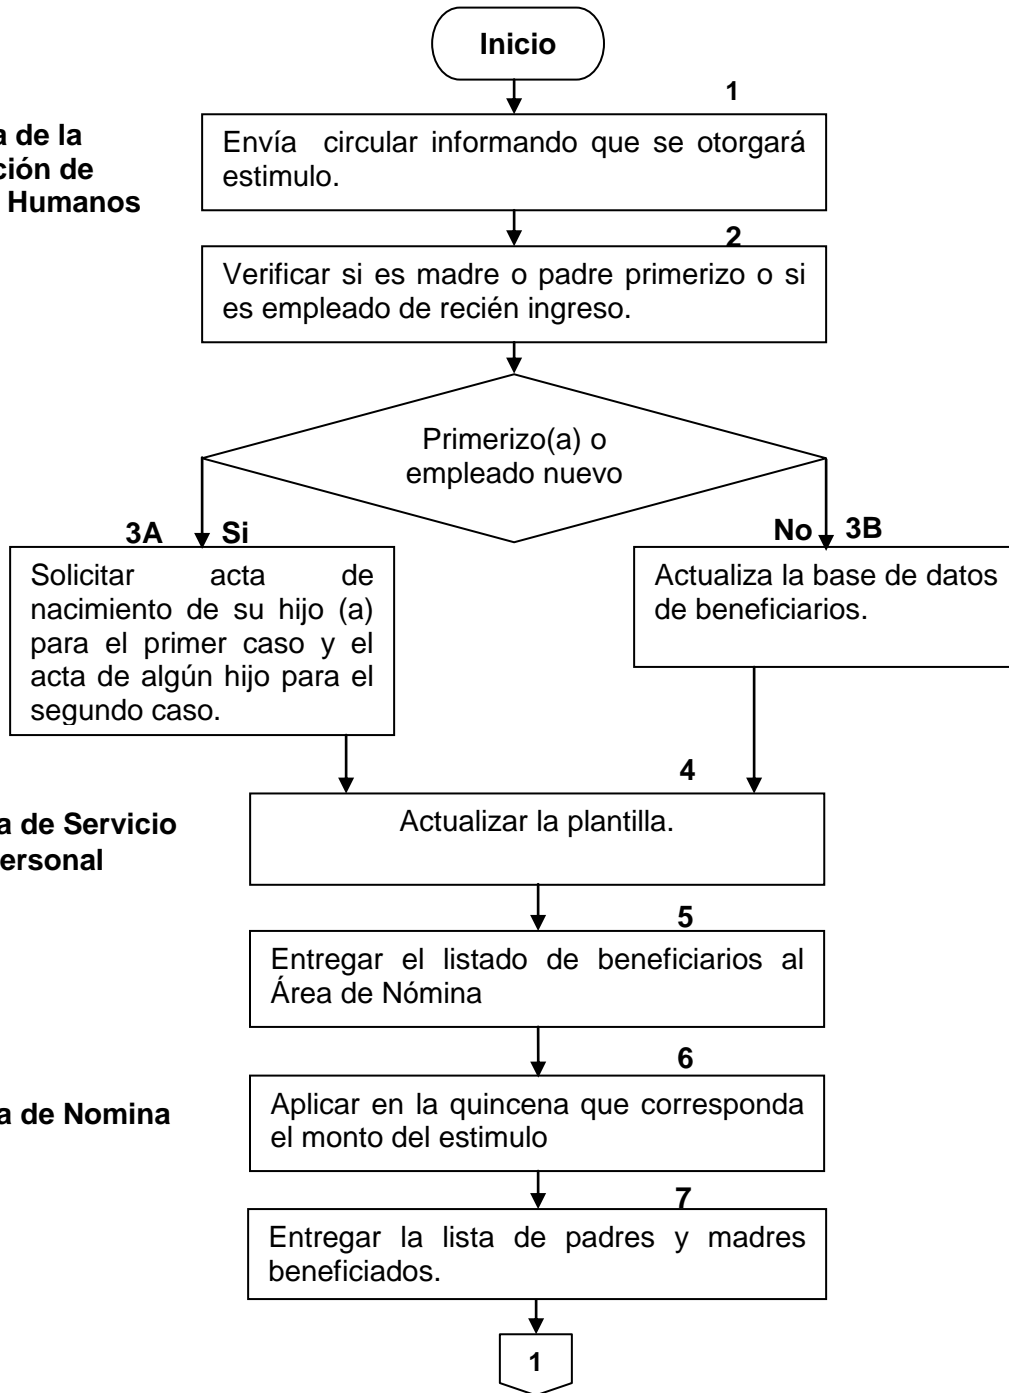 Inicio
1
a de la
ción de
Humanos
Envía circular informando que se otorgará
estimulo.
2
Verificar si es madre o padre primerizo o si
es empleado de recién ingreso.
Primerizo(a) o
empleado nuevo
3A Si
No 3B
Solicitar acta de
nacimiento de su hijo (a)
para el primer caso y el
acta de algún hijo para el
segundo caso.
Actualiza la base de datos
de beneficiarios.
4
a de Servicio
ersonal
Actualizar la plantilla.
5
Entregar el listado de beneficiarios al
Área de Nómina
6
a de Nomina
Aplicar en la quincena que corresponda
el monto del estimulo
7
Entregar la lista de padres y madres
beneficiados.
1